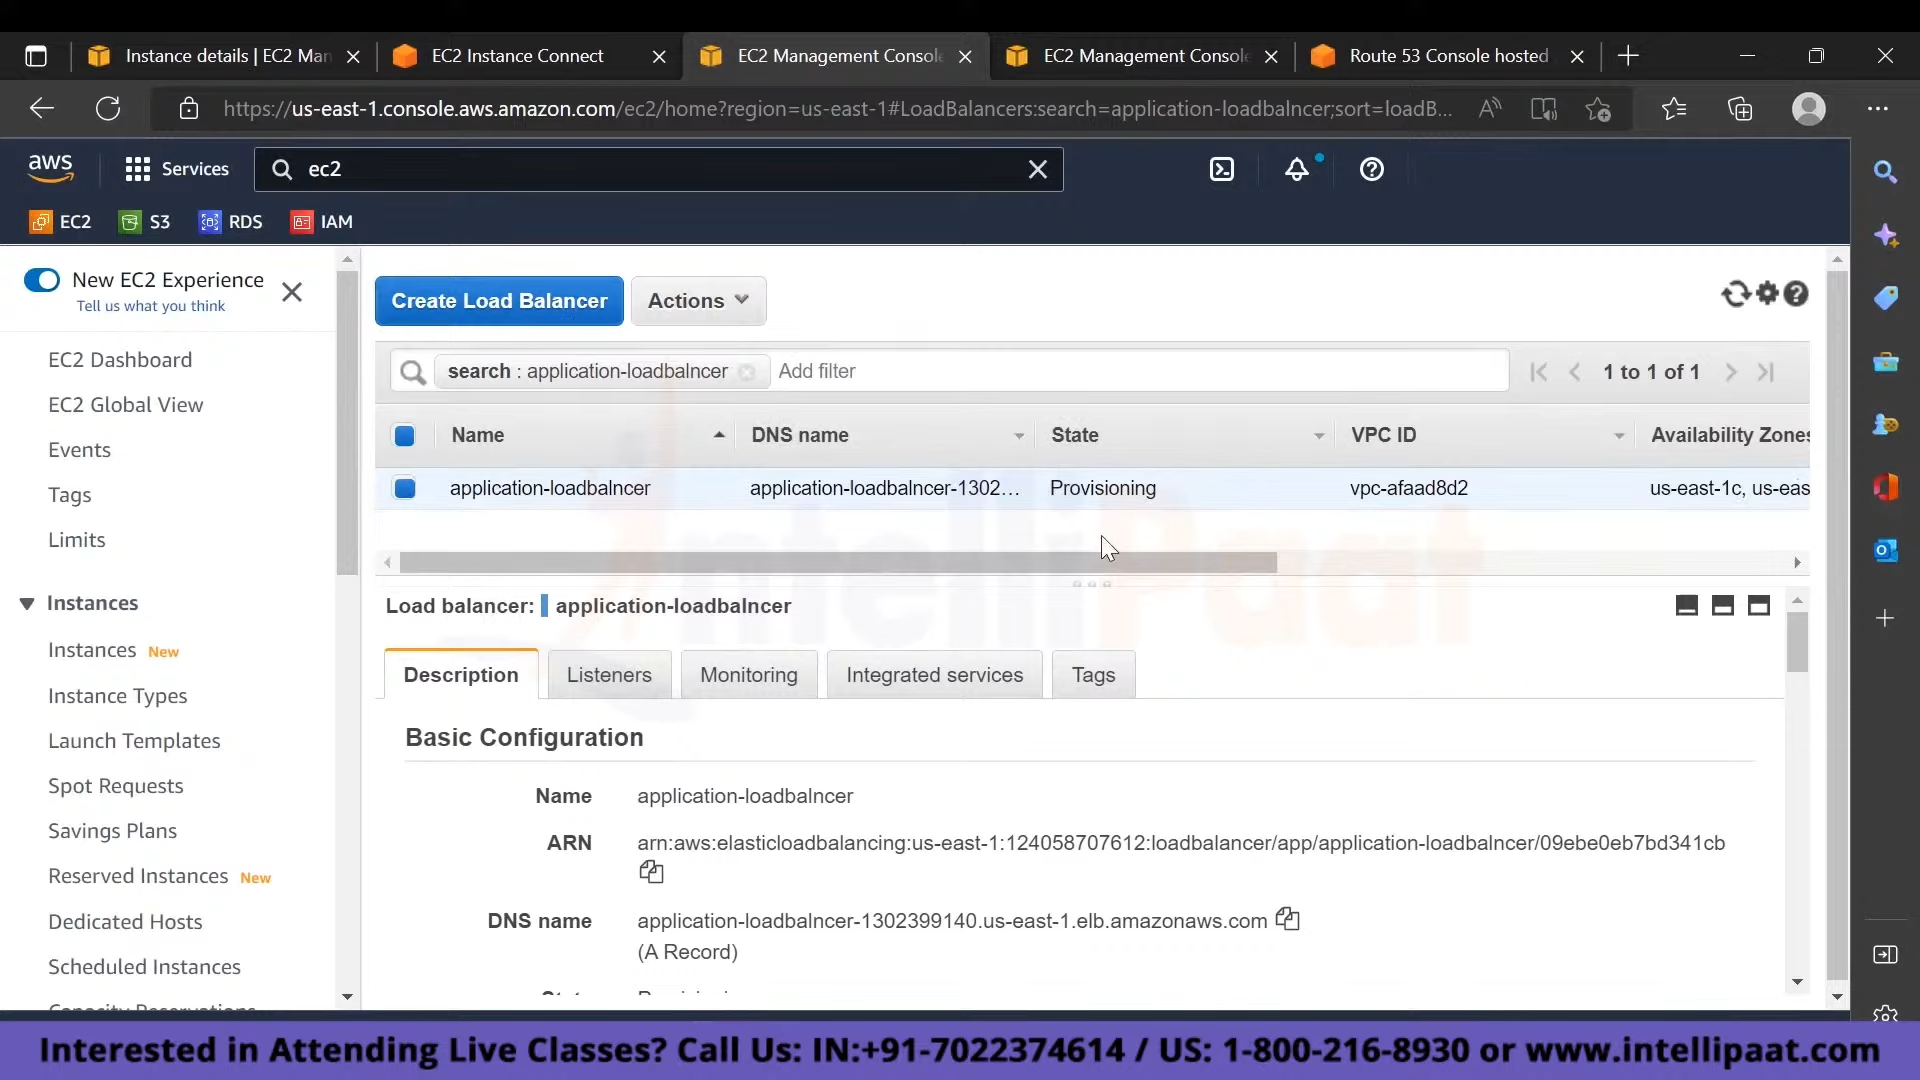 Instance details | EC2 Man
EC2 Instance Connect
EC2 Management Console
EC2 Management Console
Route 53 Console hosted
https://us-east-1.console.aws.amazon.com/ec2/home?region=us-east-1#LoadBalancers:search=application-loadbalncer;sort=loadB...
aws
Services
ec2
EC2
S3
RDS
IAM
New EC2 Experience
Tell us what you think
EC2 Dashboard
EC2 Global View
Events
Tags
Limits
Instances
Instances New
Instance Types
Launch Templates
Spot Requests
Savings Plans
Reserved Instances New
Dedicated Hosts
Scheduled Instances
Capacity Reservations
Create Load Balancer
Actions
search : application-loadbalncer
Add filter
1 to 1 of 1
Name
DNS name
State
VPC ID
Availability Zones
application-loadbalncer
application-loadbalncer-1302...
Provisioning
vpc-afaad8d2
us-east-1c, us-eas
IntelliPaat
Load balancer: application-loadbalncer
Description
Listeners
Monitoring
Integrated services
Tags
Basic Configuration
Name
application-loadbalncer
ARN
arn:aws:elasticloadbalancing:us-east-1:124058707612:loadbalancer/app/application-loadbalncer/09ebe0eb7bd341cb
DNS name
application-loadbalncer-1302399140.us-east-1.elb.amazonaws.com
(A Record)
Interested in Attending Live Classes? Call Us: IN:+91-7022374614 / US: 1-800-216-8930 or www.intellipaat.com